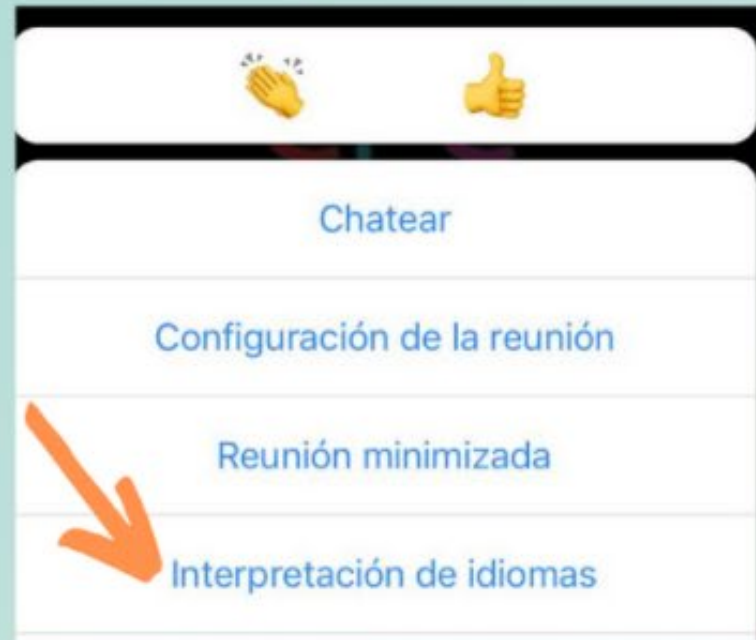 Chatear
Configuración de la reunión
Reunión minimizada
Interpretación de idiomas